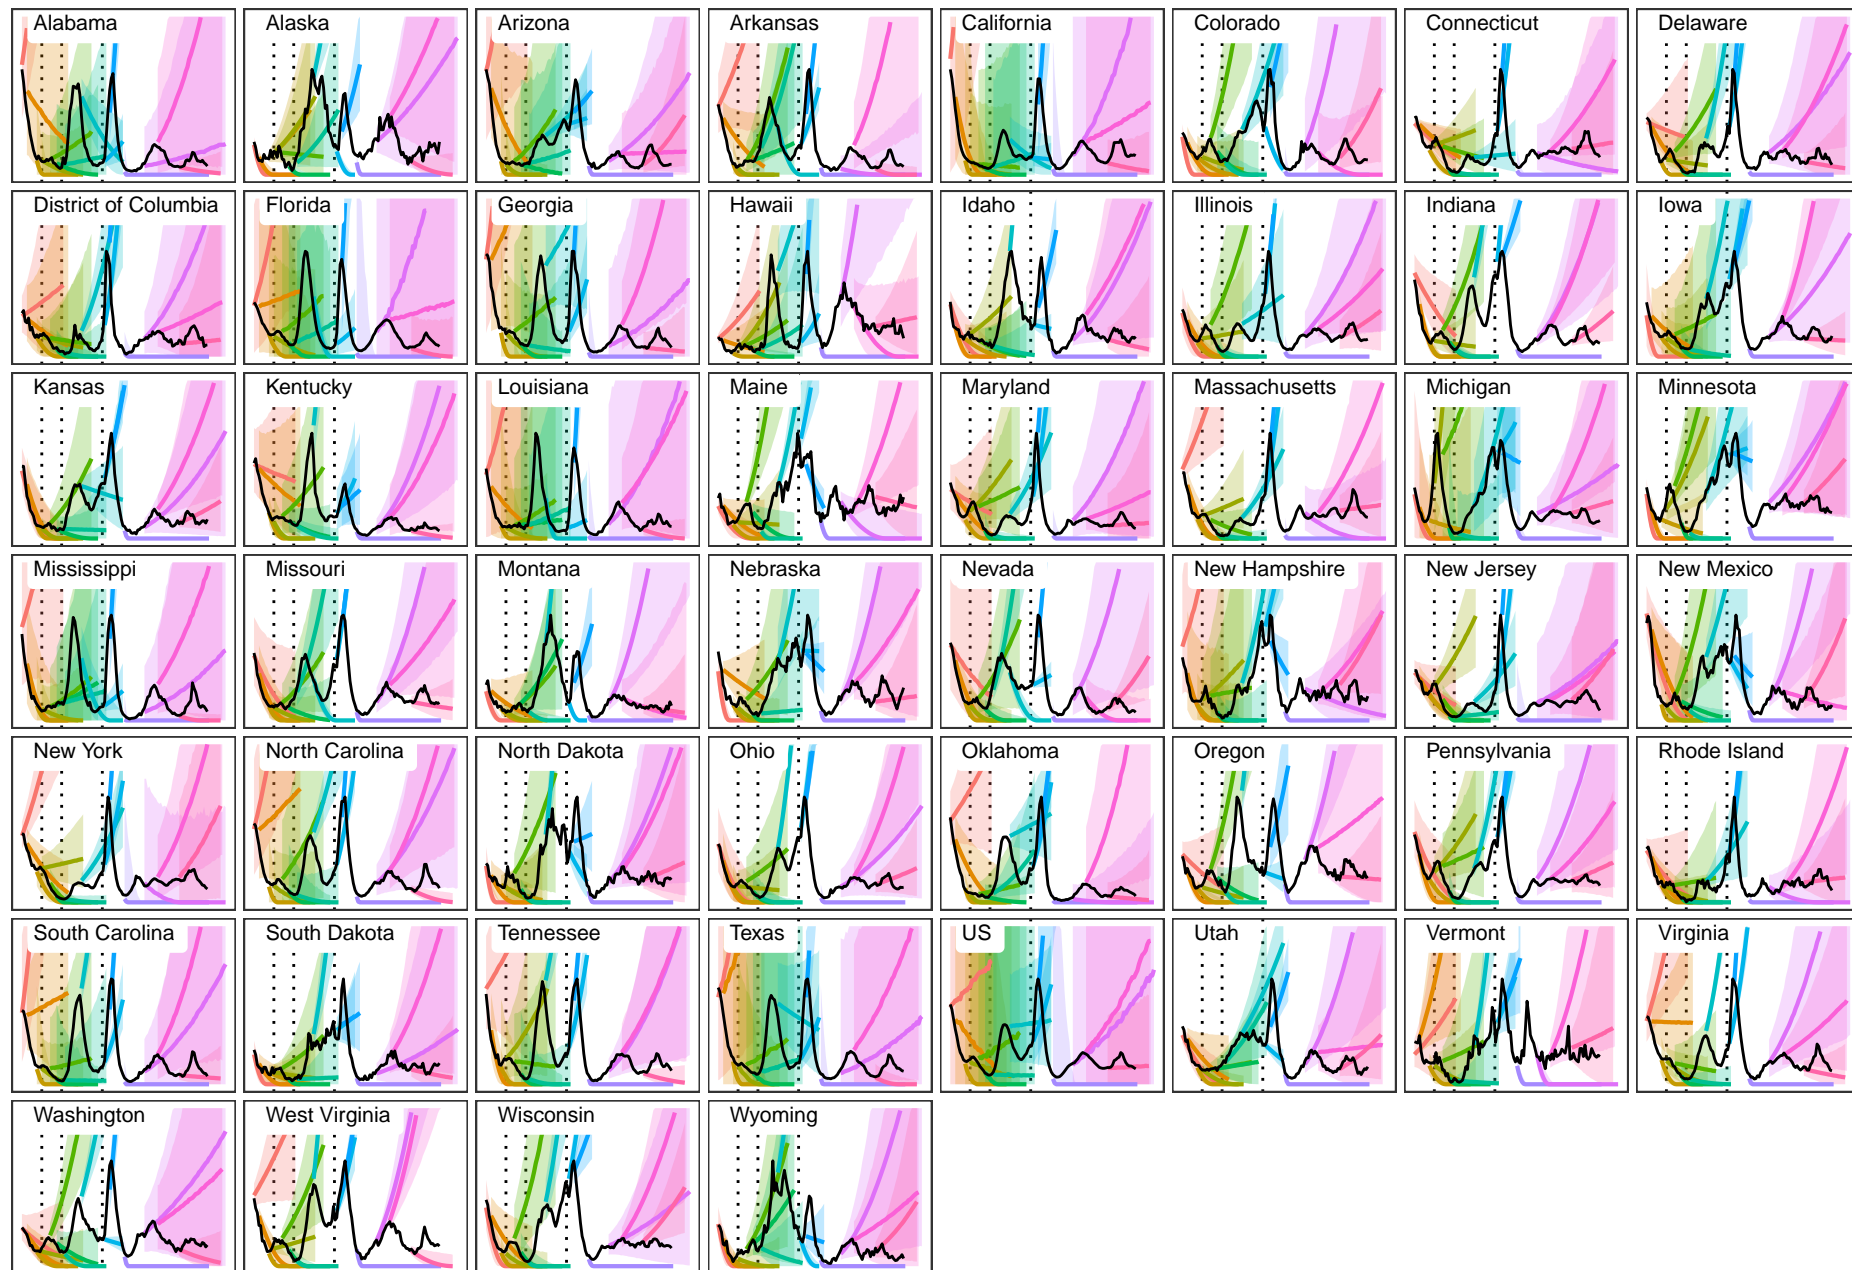 Alabama
Alaska
Arizona
Arkansas
California
Colorado
Connecticut
Delaware
District of Columbia
Florida
Georgia
Hawaii
Idaho
Illinois
Indiana
Iowa
Kansas
Kentucky
Louisiana
Maine
Maryland
Massachusetts
Michigan
Minnesota
Mississippi
Missouri
Montana
Nebraska
Nevada
New Hampshire
New Jersey
New Mexico
New York
North Carolina
North Dakota
Ohio
Oklahoma
Oregon
Pennsylvania
Rhode Island
South Carolina
South Dakota
Tennessee
Texas
US
Utah
Vermont
Virginia
Washington
West Virginia
Wisconsin
Wyoming